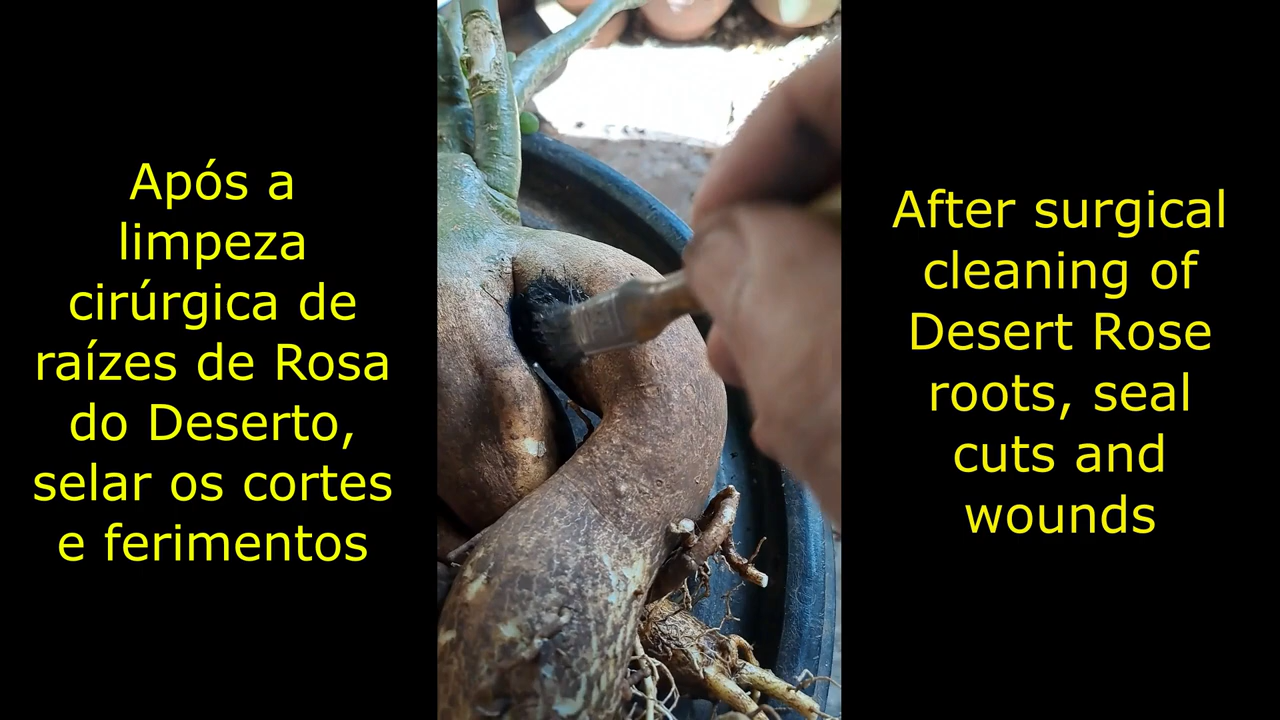 Após a
limpeza
cirúrgica de
raízes de Rosa
do Deserto,
selar os cortes
e ferimentos
After surgical
cleaning of
Desert Rose
roots, seal
cuts and
wounds